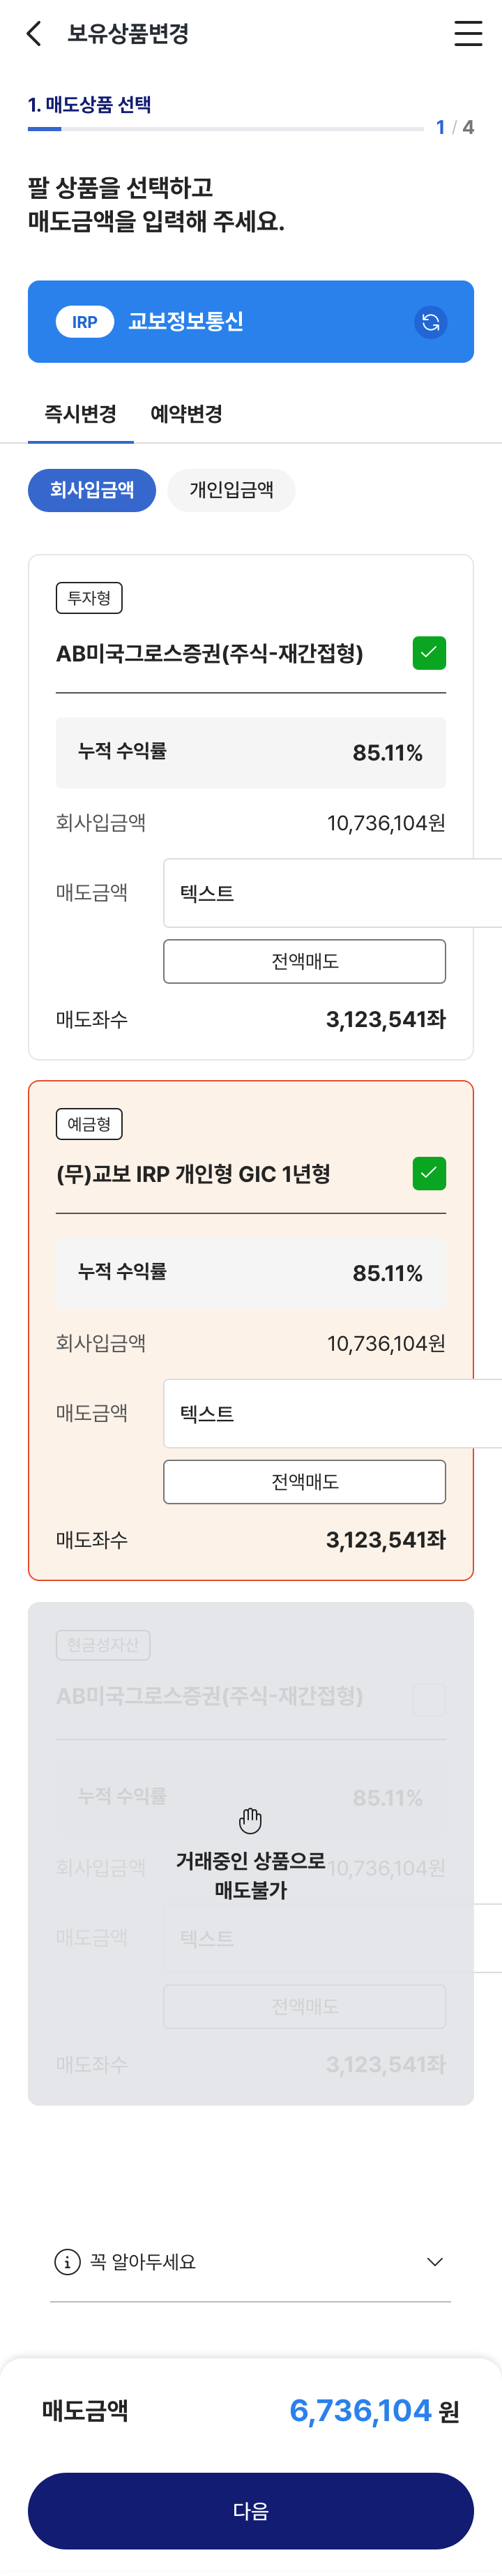 보유상품변경
1. 매도상품 선택
1 / 4
팔 상품을 선택하고
매도금액을 입력해 주세요.
IRP 교보정보통신
즉시변경 예약변경
회사입금액 개인입금액
투자형
AB미국그로스증권(주식-재간접형)
누적 수익률 85.11%
회사입금액 10,736,104원
매도금액 텍스트
전액매도
매도좌수 3,123,541좌
예금형
(무)교보 IRP 개인형 GIC 1년형
누적 수익률 85.11%
회사입금액 10,736,104원
매도금액 텍스트
전액매도
매도좌수 3,123,541좌
현금성자산
AB미국그로스증권(주식-재간접형)
누적 수익률 85.11%
거래중인 상품으로
매도불가
회사입금액 10,736,104원
매도금액 텍스트
전액매도
매도좌수 3,123,541좌
꼭 알아두세요
매도금액 6,736,104 원
다음